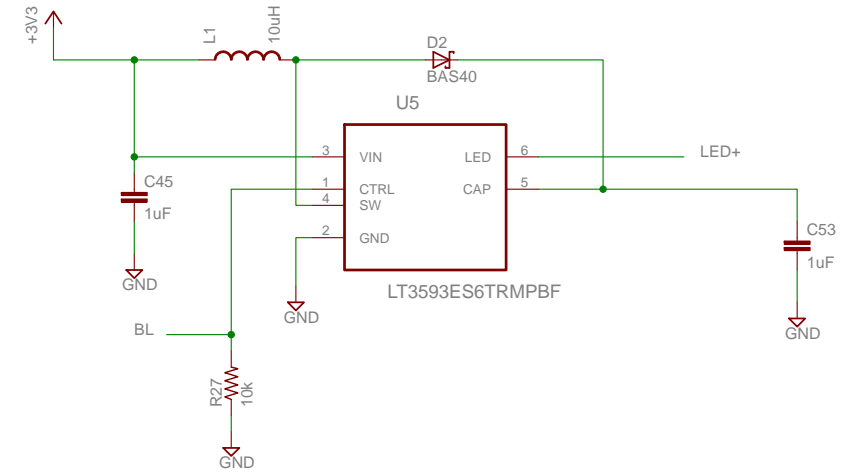 +3V3
L1
10uH
D2
BAS40
U5
3
VIN
LED
6
LED+
1
CTRL
CAP
5
4
SW
2
GND
C45
1uF
GND
C53
1uF
GND
LT3593ES6TRMPBF
GND
BL
R27
10k
GND